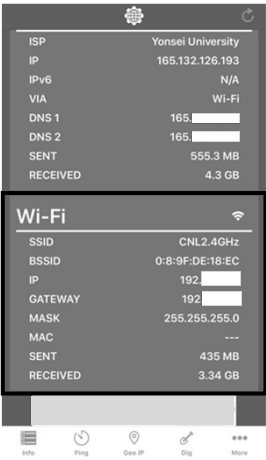 ISP Yonsei University
IP 165.132.126.193
IPv6 N/A
VIA Wi-Fi
DNS 1 165.
DNS 2 165.
SENT 555.3 MB
RECEIVED 4.3 GB
Wi-Fi
SSID CNL2.4GHz
BSSID 0:8:9F:DE:18:EC
IP 192.
GATEWAY 192
MASK 255.255.255.0
MAC ---
SENT 435 MB
RECEIVED 3.34 GB
Info Ping Geo IP Dig More